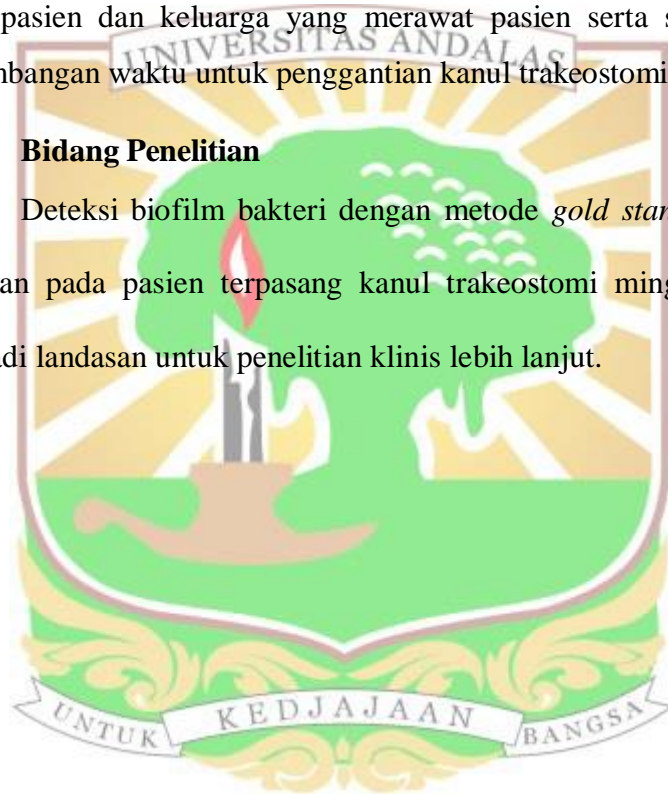 pasien dan keluarga yang merawat pasien serta s
UNIVERSITAS ANDALAS
mbangan waktu untuk penggantian kanul trakeostomi
Bidang Penelitian
Deteksi biofilm bakteri dengan metode gold star
an pada pasien terpasang kanul trakeostomi ming
adi landasan untuk penelitian klinis lebih lanjut.
UNTUK KEDJAJAAN BANGSA